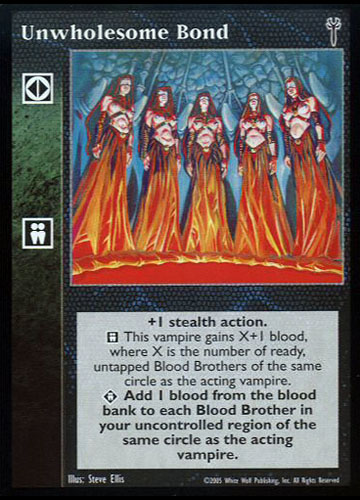 Unwholesome Bond
+1 stealth action.
This vampire gains X+1 blood,
where X is the number of ready,
untapped Blood Brothers of the same
circle as the acting vampire.
Add 1 blood from the blood
bank to each Blood Brother in
your uncontrolled region of the
same circle as the acting
vampire.
Illus: Steve Ellis
©2005 White Wolf Publishing, Inc. All Rights Reserved